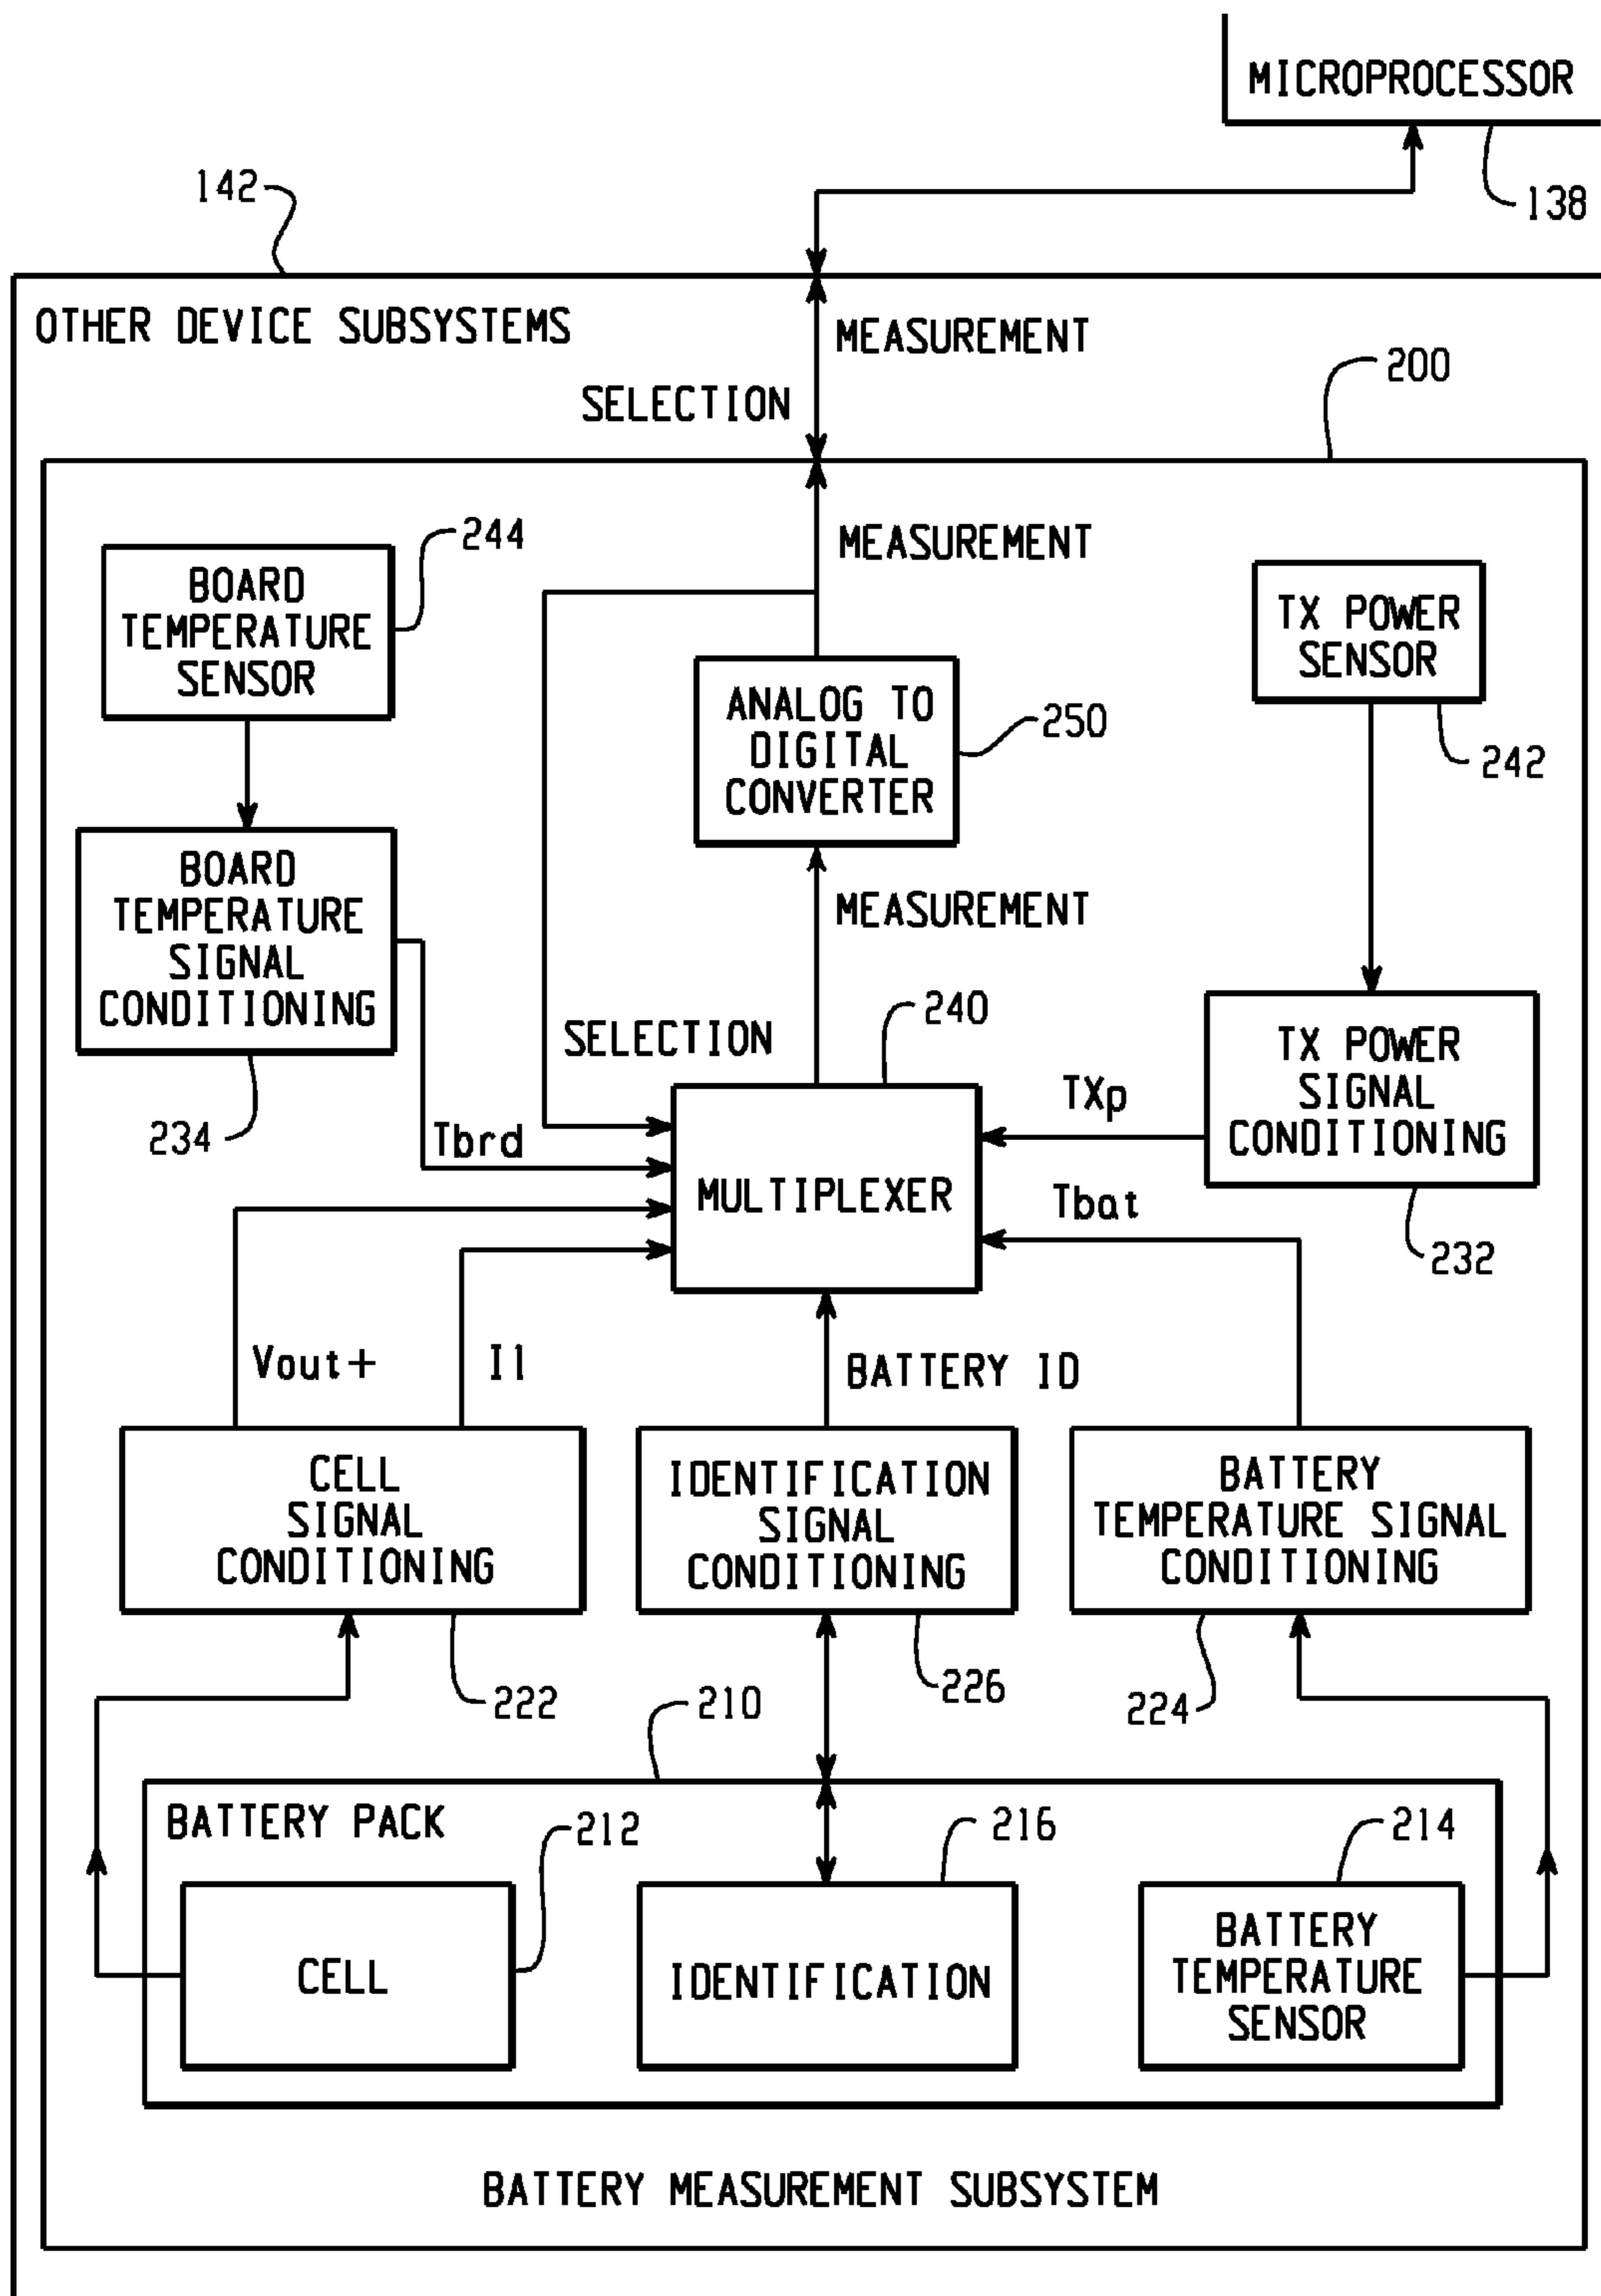 MICROPROCESSOR
138
142
OTHER DEVICE SUBSYSTEMS
MEASUREMENT
SELECTION
200
244
BOARD
TEMPERATURE
SENSOR
MEASUREMENT
TX POWER
SENSOR
242
ANALOG TO
DIGITAL
CONVERTER
250
BOARD
TEMPERATURE
SIGNAL
CONDITIONING
234
MEASUREMENT
SELECTION
240
TX POWER
SIGNAL
CONDITIONING
232
TXp
Tbrd
MULTIPLEXER
Tbat
Vout+
I1
BATTERY ID
CELL
SIGNAL
CONDITIONING
222
IDENTIFICATION
SIGNAL
CONDITIONING
226
BATTERY
TEMPERATURE SIGNAL
CONDITIONING
224
210
BATTERY PACK
212
216
214
CELL
IDENTIFICATION
BATTERY
TEMPERATURE
SENSOR
BATTERY MEASUREMENT SUBSYSTEM